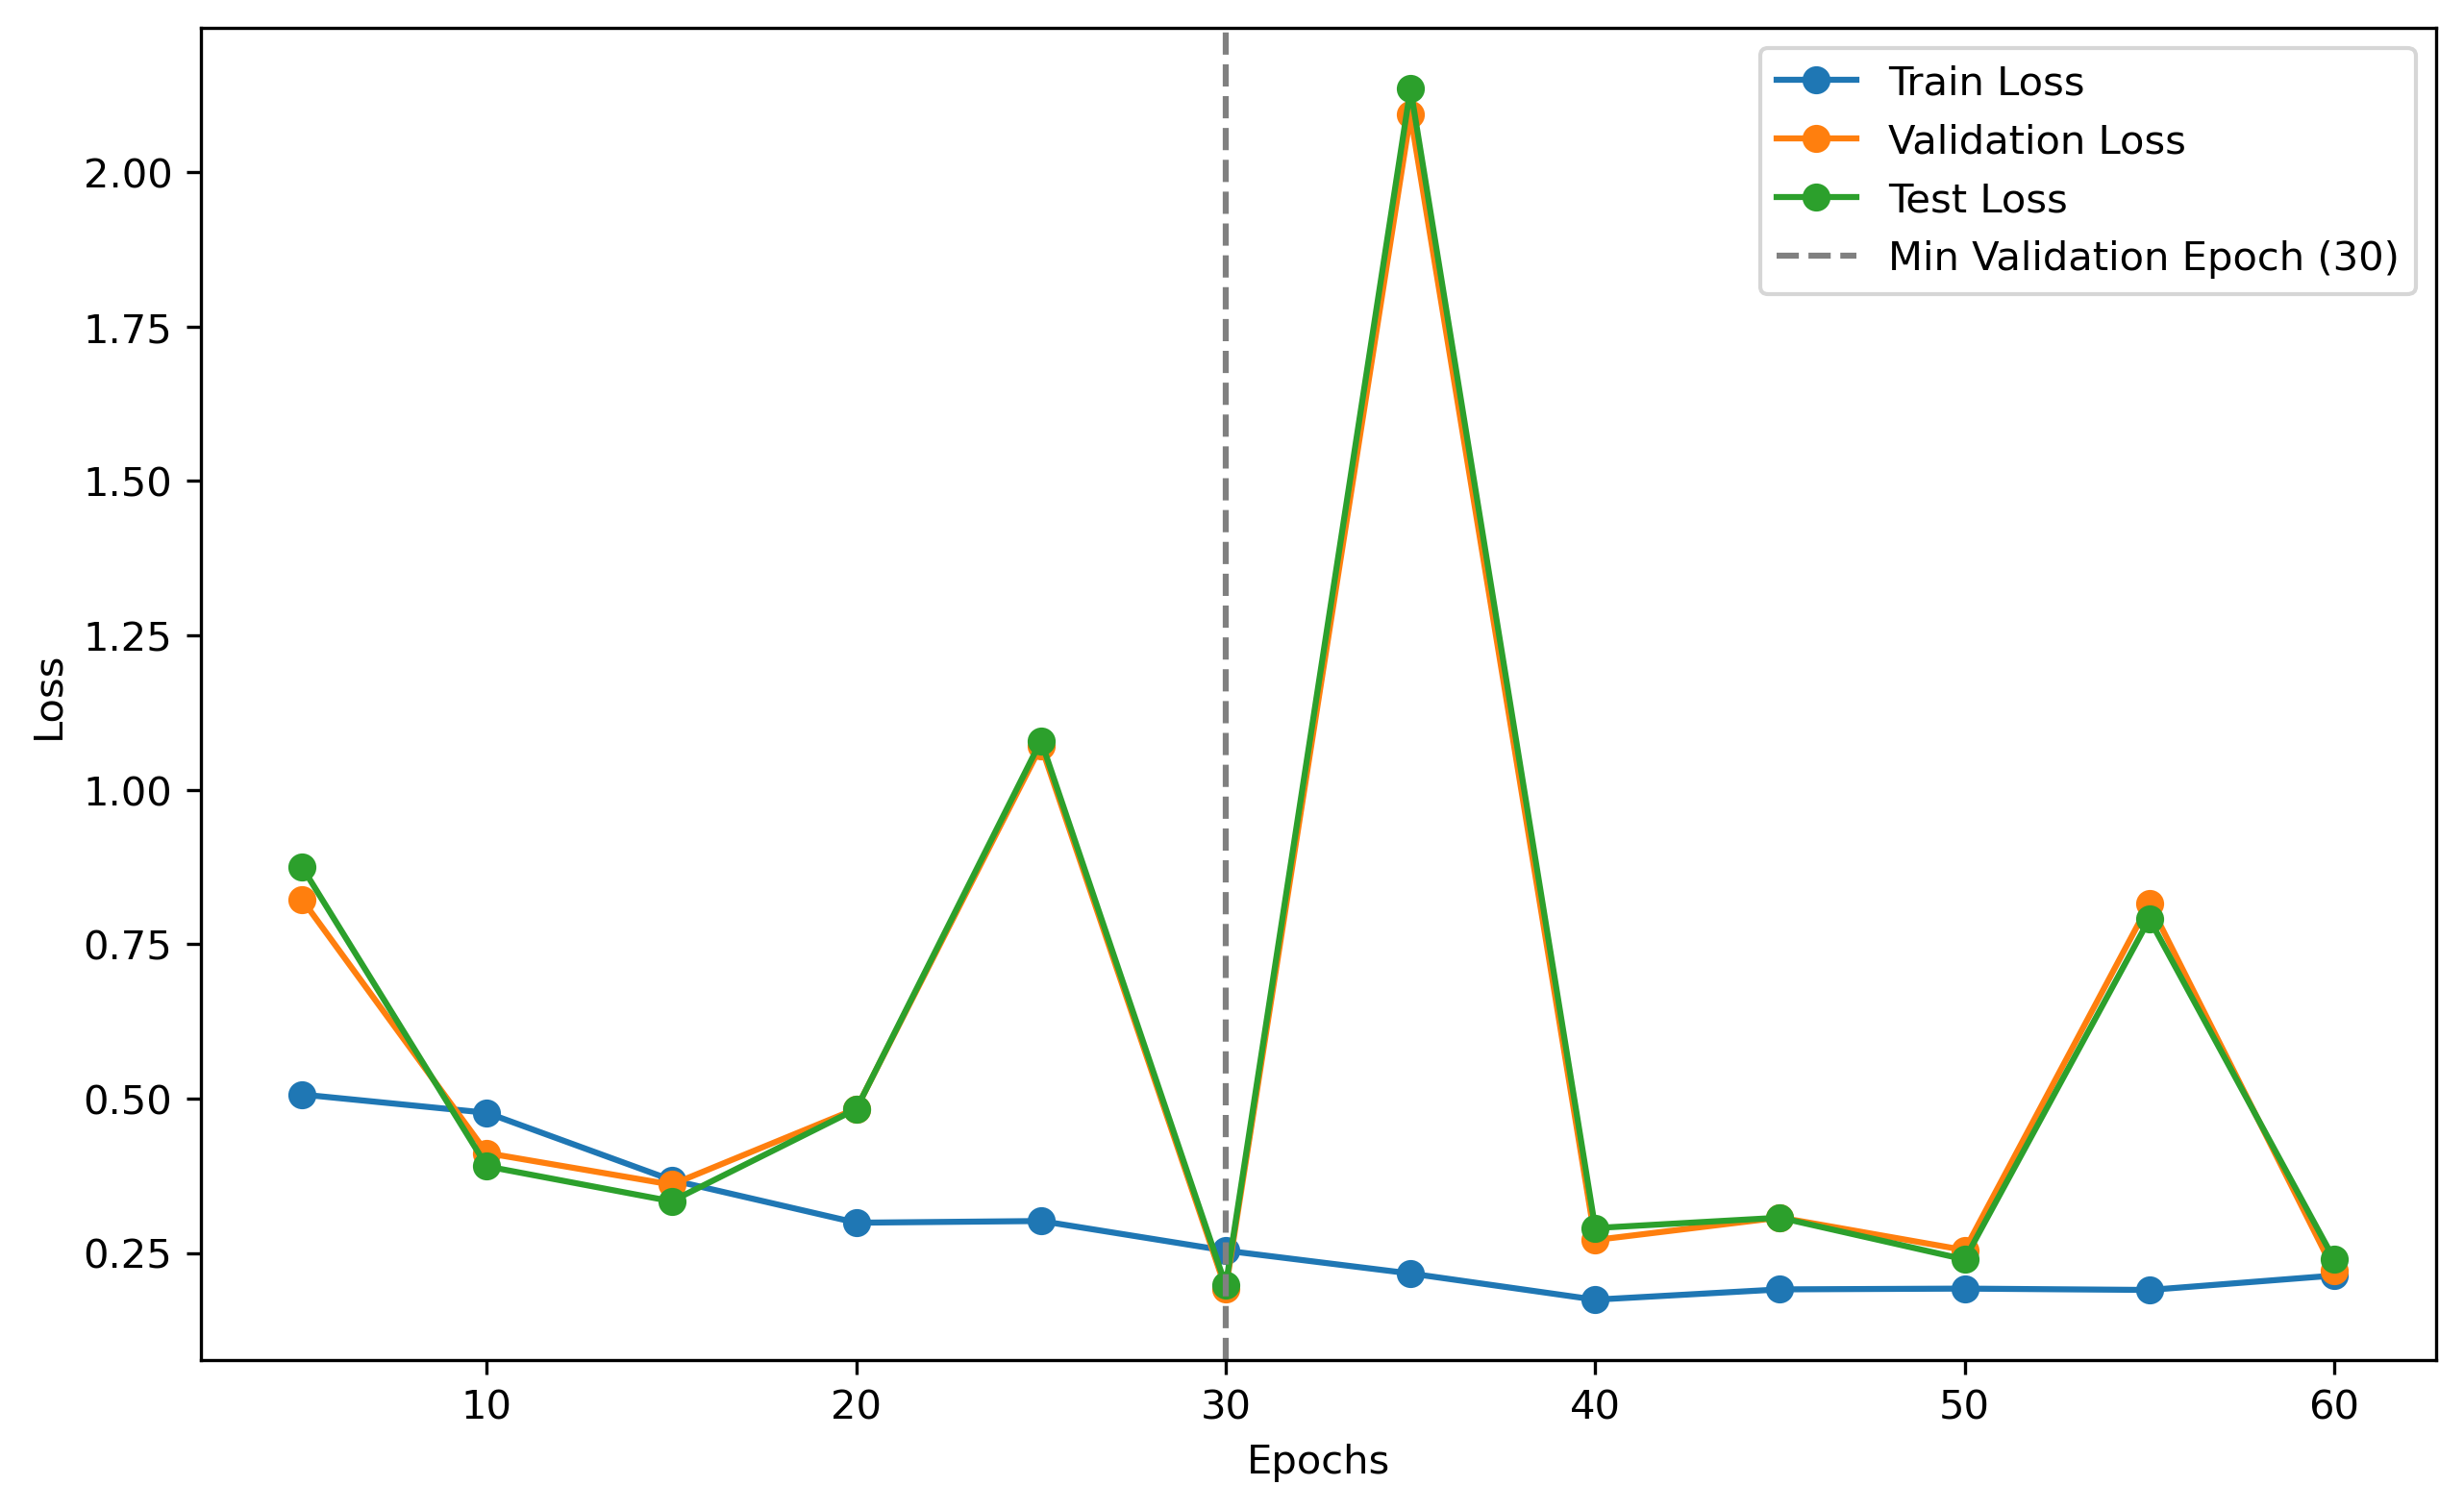 Train Loss
Validation Loss
Test Loss
Min Validation Epoch (30)
2.00
1.75
1.50
1.25
1.00
0.75
0.50
0.25
Loss
10 20 30 40 50 60
Epochs